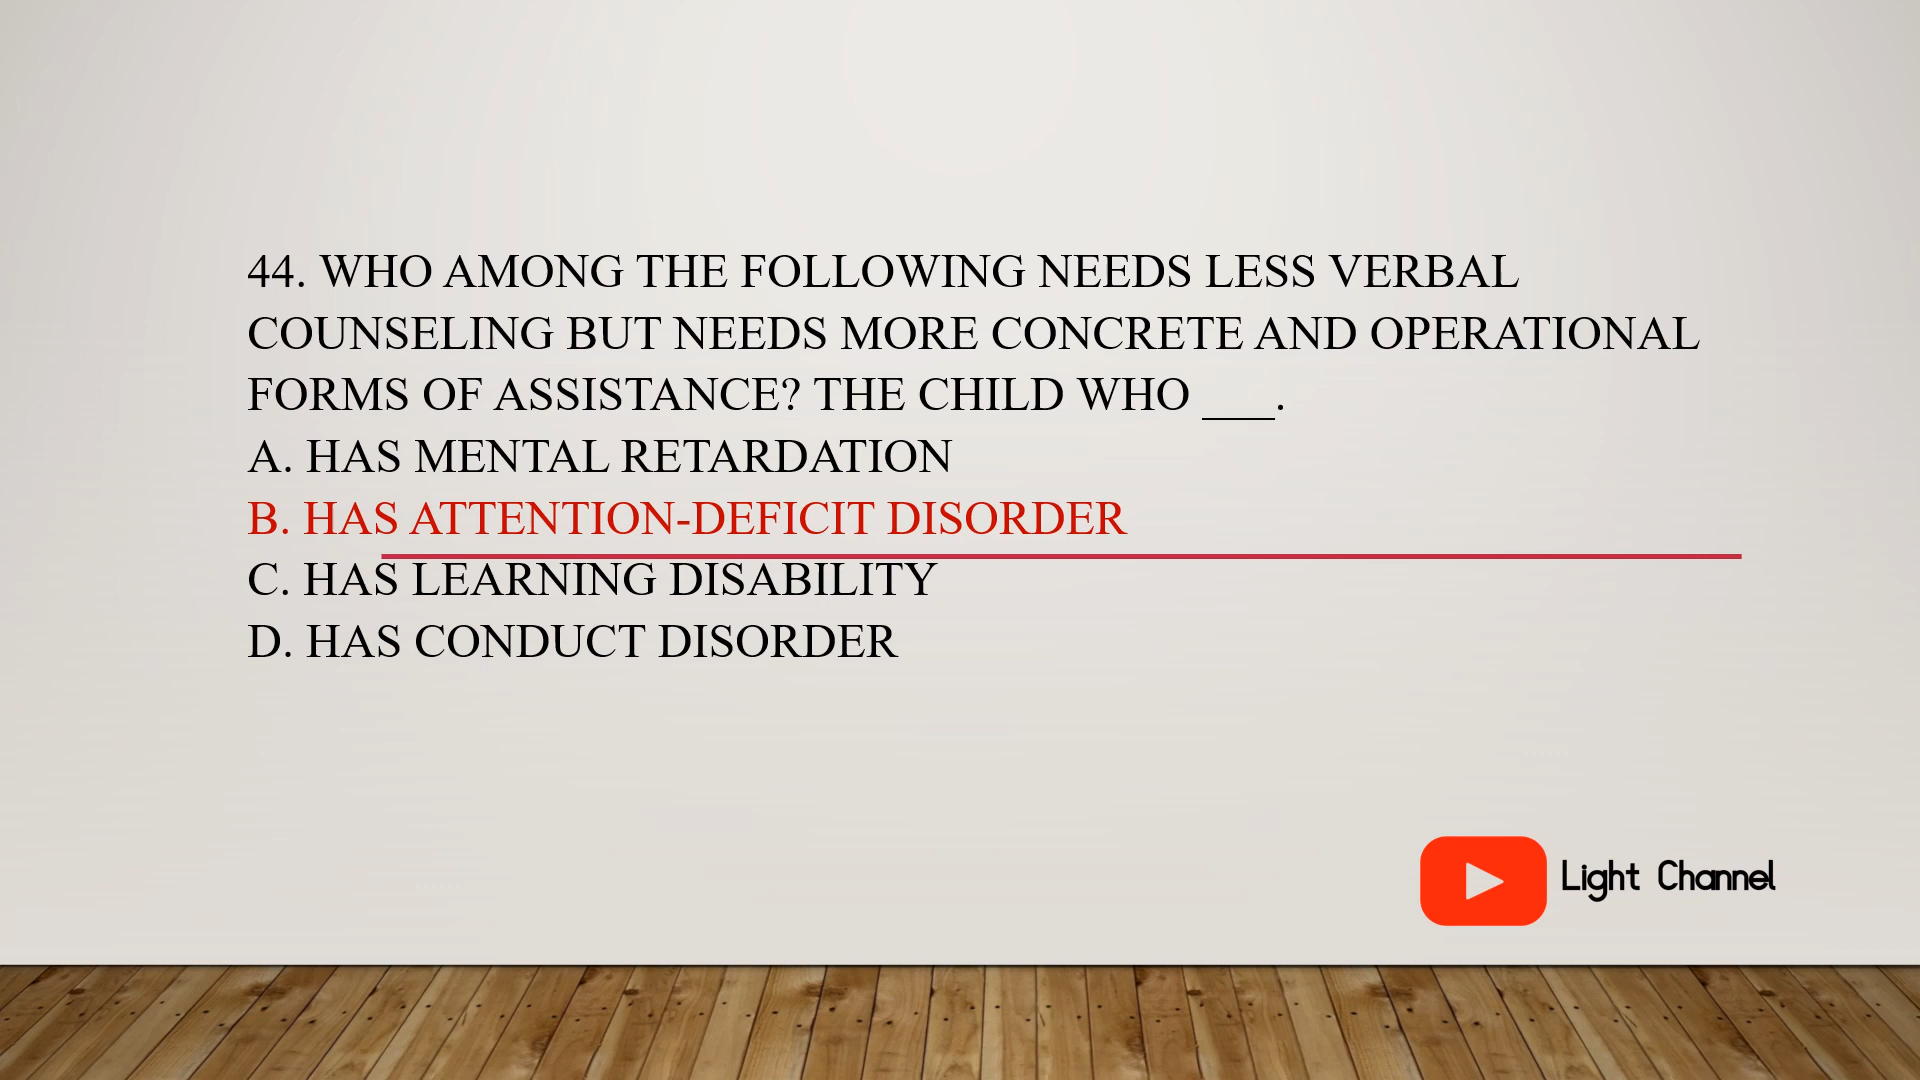 44. WHO AMONG THE FOLLOWING NEEDS LESS VERBAL
COUNSELING BUT NEEDS MORE CONCRETE AND OPERATIONAL
FORMS OF ASSISTANCE? THE CHILD WHO ___.
A. HAS MENTAL RETARDATION
B. HAS ATTENTION-DEFICIT DISORDER
C. HAS LEARNING DISABILITY
D. HAS CONDUCT DISORDER
Light Channel